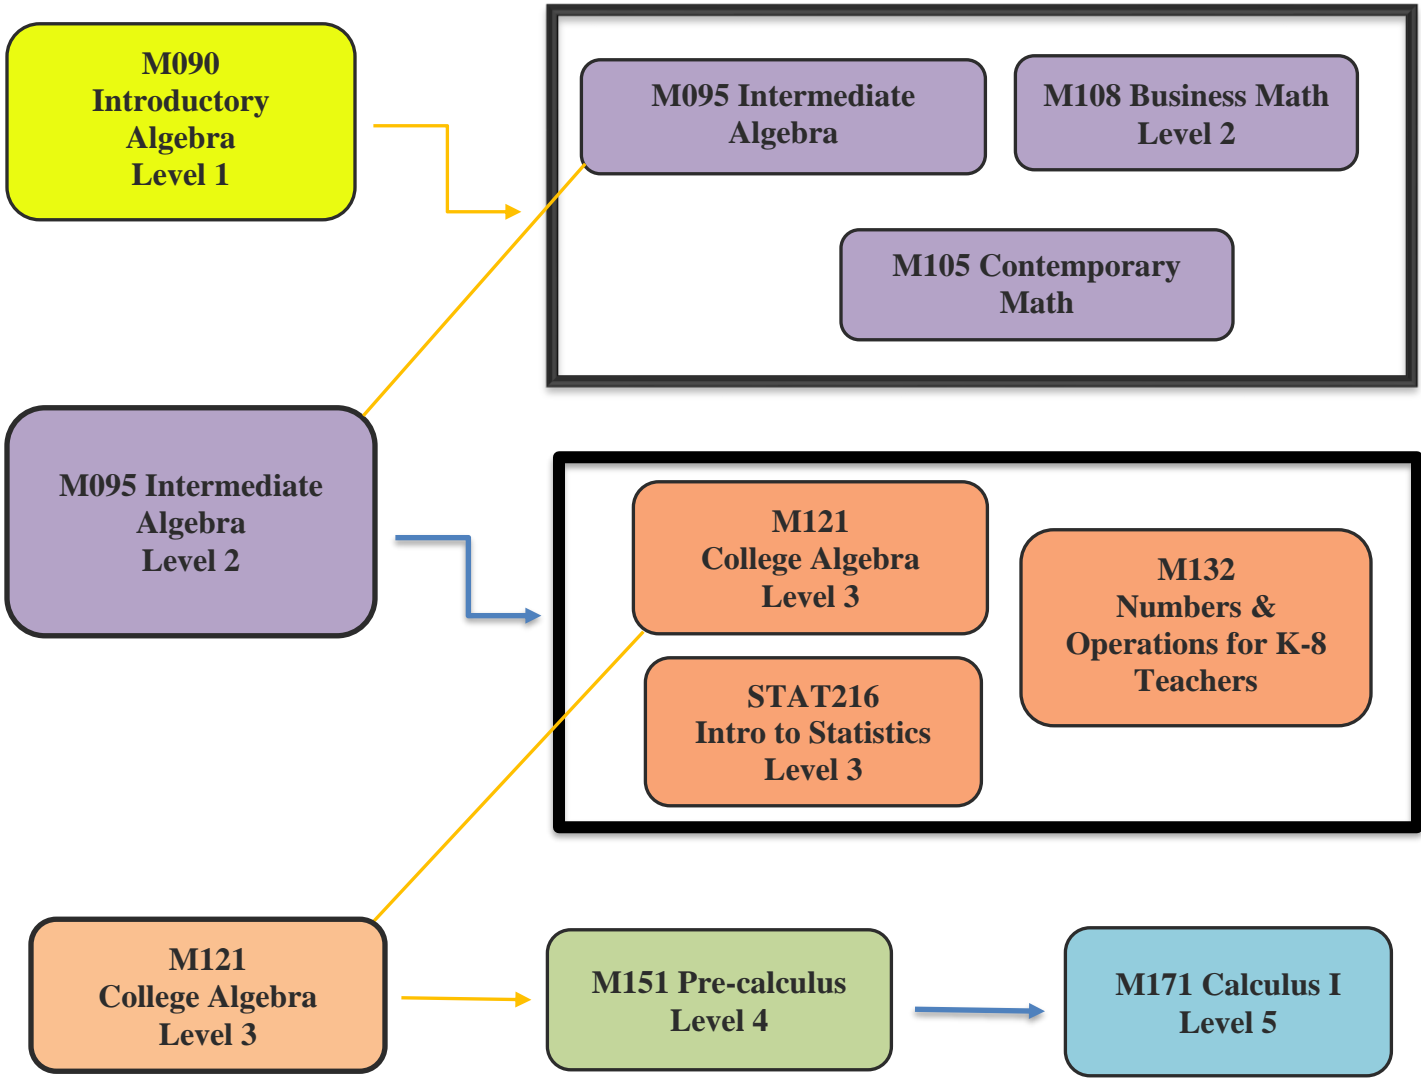 M090
Introductory
Algebra
Level 1
M095 Intermediate
Algebra
M108 Business Math
Level 2
M105 Contemporary
Math
M095 Intermediate
Algebra
Level 2
M121
College Algebra
Level 3
M132
Numbers &
Operations for K-8
Teachers
STAT216
Intro to Statistics
Level 3
M121
College Algebra
Level 3
M151 Pre-calculus
Level 4
M171 Calculus I
Level 5